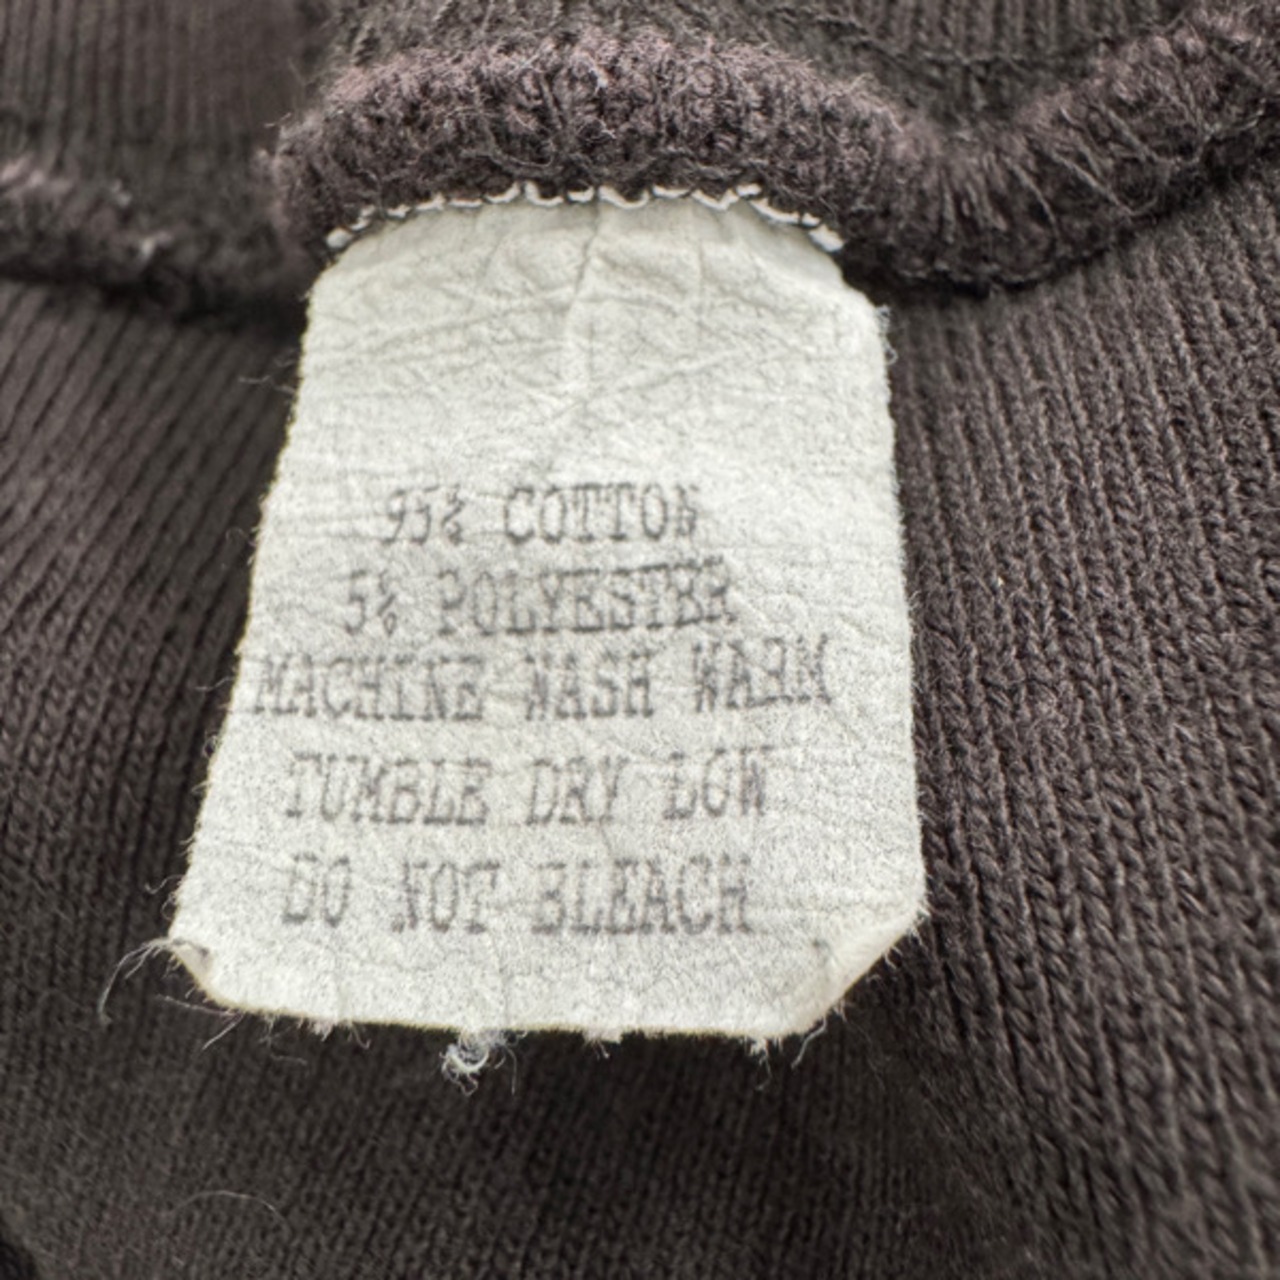 95% COTTON
5% POLYESTER
MACHINE WASH WARM
TUMBLE DRY LOW
DO NOT BLEACH